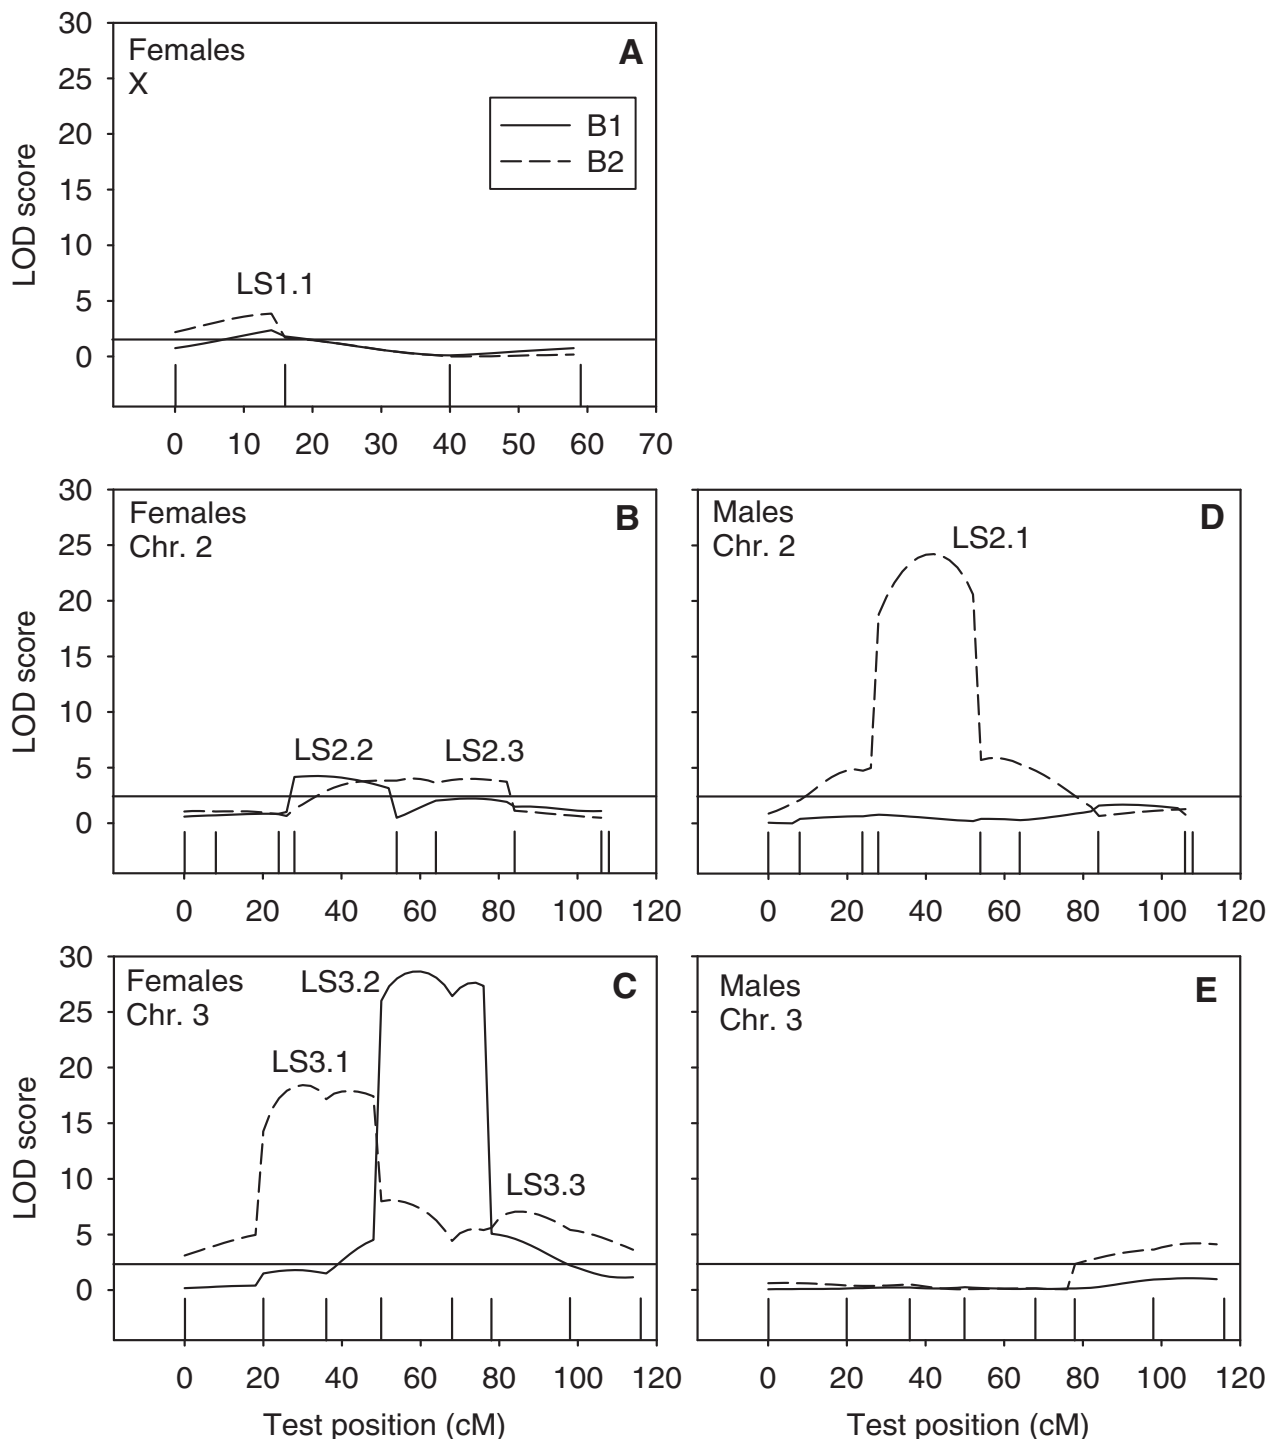 30
25
20
15
10
5
0
LOD score
Females
X
A
B1
B2
LS1.1
0 10 20 30 40 50 60 70
30
25
20
15
10
5
0
LOD score
Females
Chr. 2
B
LS2.2
LS2.3
0 20 40 60 80 100 120
Males
Chr. 2
D
LS2.1
0 20 40 60 80 100 120
30
25
20
15
10
5
0
LOD score
Females
Chr. 3
C
LS3.2
LS3.1
LS3.3
0 20 40 60 80 100 120
Test position (cM)
Males
Chr. 3
E
0 20 40 60 80 100 120
Test position (cM)